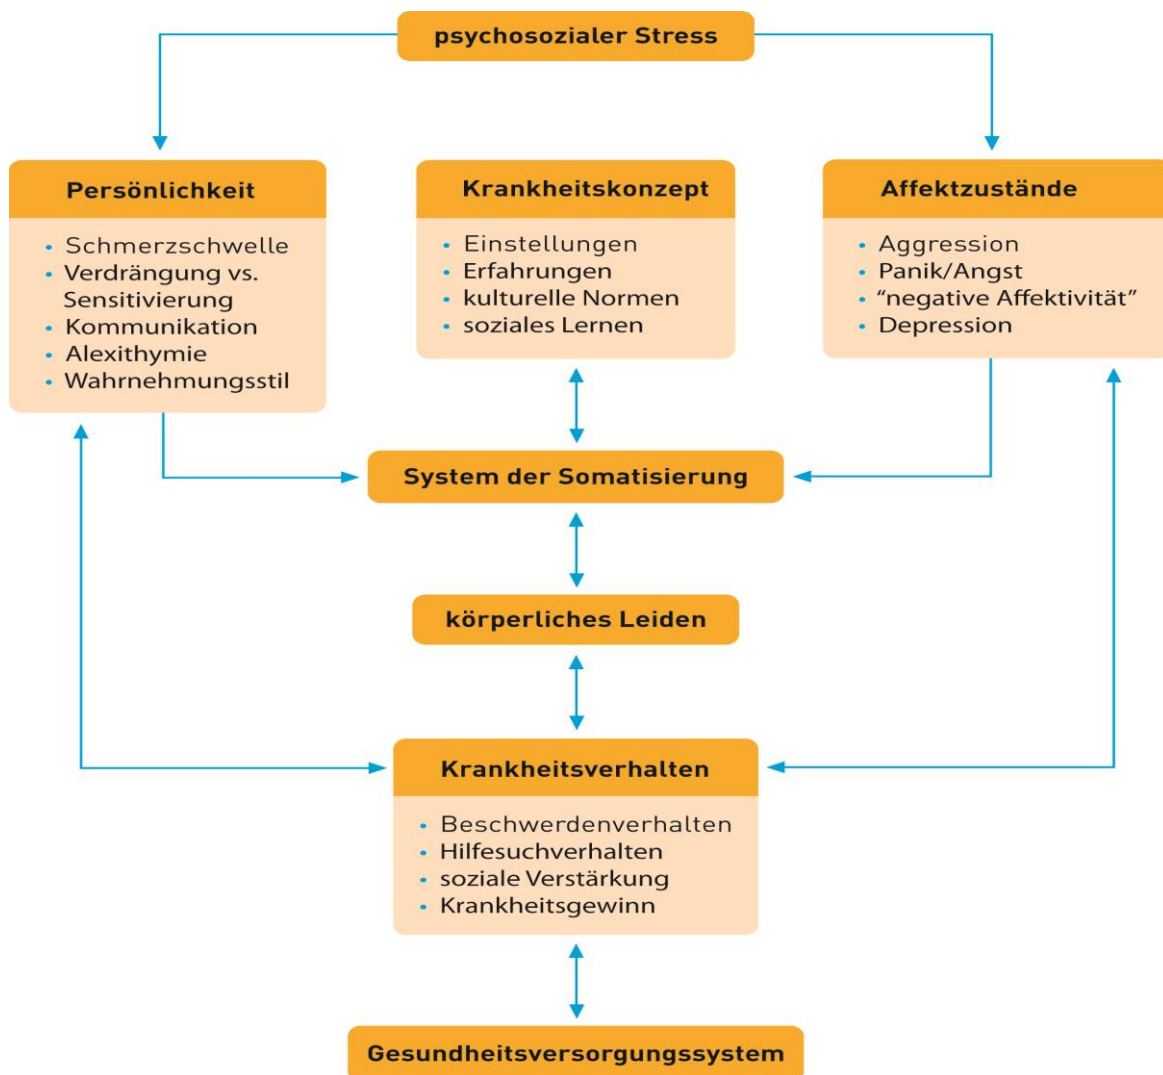 psychosozialer Stress
Persönlichkeit
• Schmerzschwelle
• Verdrängung vs.
Sensitivierung
• Kommunikation
• Alexithymie
• Wahrnehmungsstil
Krankheitskonzept
• Einstellungen
• Erfahrungen
• kulturelle Normen
• soziales Lernen
Affektzustände
• Aggression
• Panik/Angst
• “negative Affektivität”
• Depression
System der Somatisierung
körperliches Leiden
Krankheitsverhalten
• Beschwerdenverhalten
• Hilfesuchverhalten
• soziale Verstärkung
• Krankheitsgewinn
Gesundheitsversorgungssystem